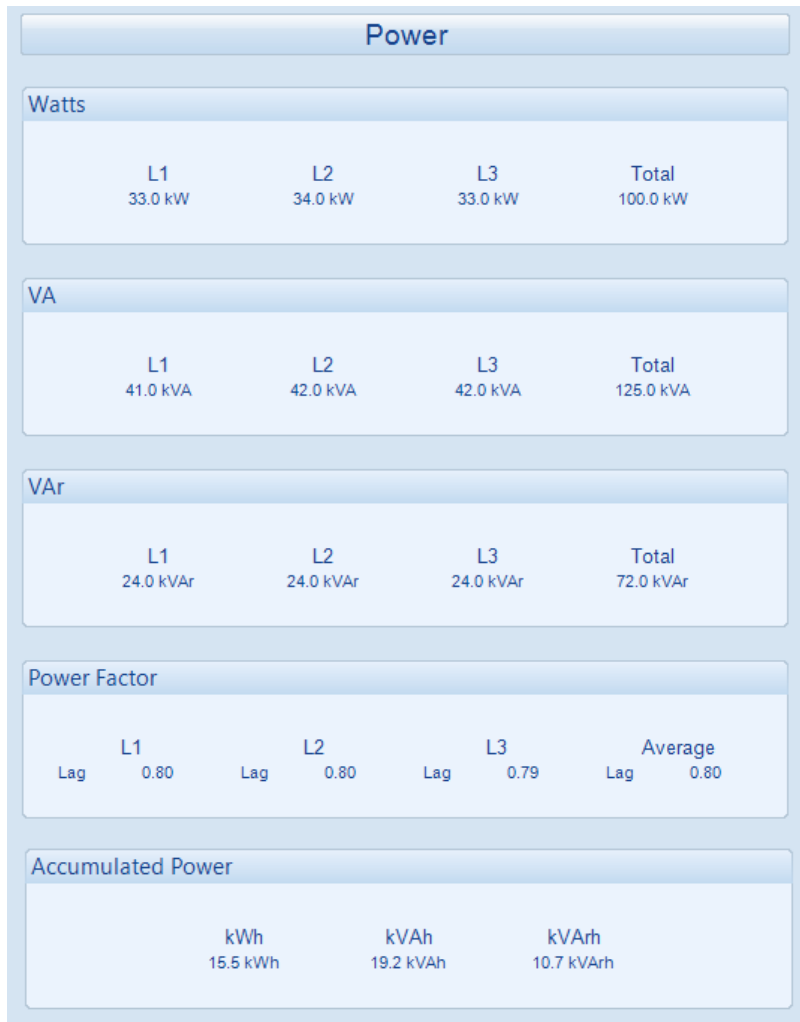 Power
Watts
L1 L2 L3 Total
33.0 kW 34.0 kW 33.0 kW 100.0 kW
VA
L1 L2 L3 Total
41.0 kVA 42.0 kVA 42.0 kVA 125.0 kVA
VAr
L1 L2 L3 Total
24.0 kVAr 24.0 kVAr 24.0 kVAr 72.0 kVAr
Power Factor
L1 L2 L3 Average
Lag 0.80 Lag 0.80 Lag 0.79 Lag 0.80
Accumulated Power
kWh kVAh kVArh
15.5 kWh 19.2 kVAh 10.7 kVArh